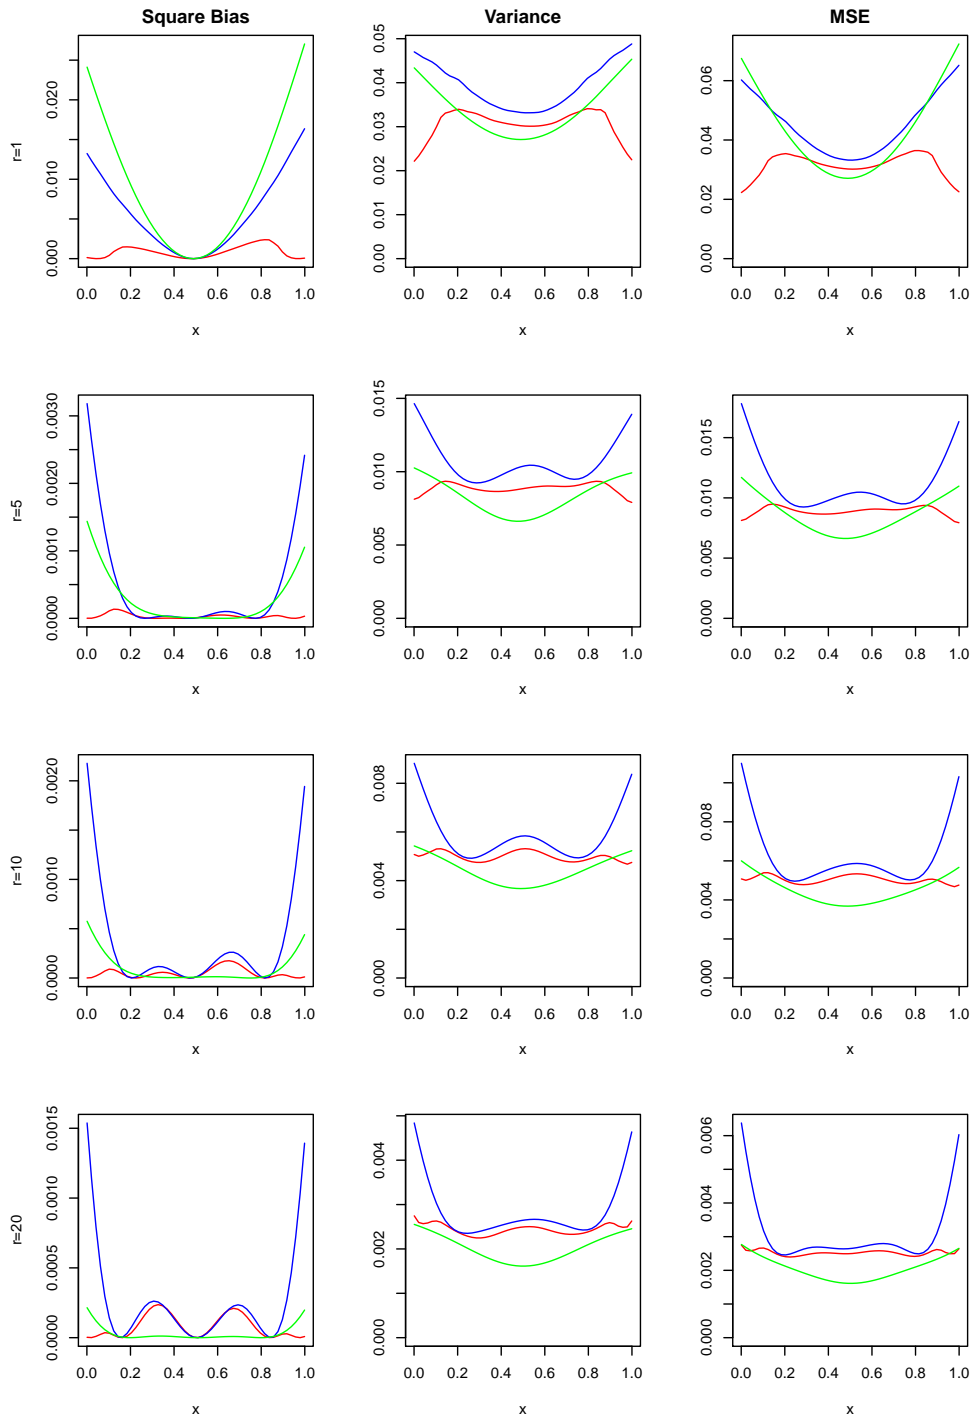 Square Bias Variance MSE
r=1
0.000 0.010 0.020
0.0 0.2 0.4 0.6 0.8 1.0
x
0.00 0.01 0.02 0.03 0.04 0.05
0.0 0.2 0.4 0.6 0.8 1.0
x
0.00 0.02 0.04 0.06
0.0 0.2 0.4 0.6 0.8 1.0
x
r=5
0.0000 0.0010 0.0020 0.0030
0.0 0.2 0.4 0.6 0.8 1.0
x
0.000 0.005 0.010 0.015
0.0 0.2 0.4 0.6 0.8 1.0
x
0.000 0.005 0.010 0.015
0.0 0.2 0.4 0.6 0.8 1.0
x
r=10
0.0000 0.0010 0.0020
0.0 0.2 0.4 0.6 0.8 1.0
x
0.000 0.004 0.008
0.0 0.2 0.4 0.6 0.8 1.0
x
0.000 0.004 0.008
0.0 0.2 0.4 0.6 0.8 1.0
x
r=20
0.0000 0.0005 0.0010 0.0015
0.0 0.2 0.4 0.6 0.8 1.0
x
0.000 0.002 0.004
0.0 0.2 0.4 0.6 0.8 1.0
x
0.000 0.002 0.004 0.006
0.0 0.2 0.4 0.6 0.8 1.0
x